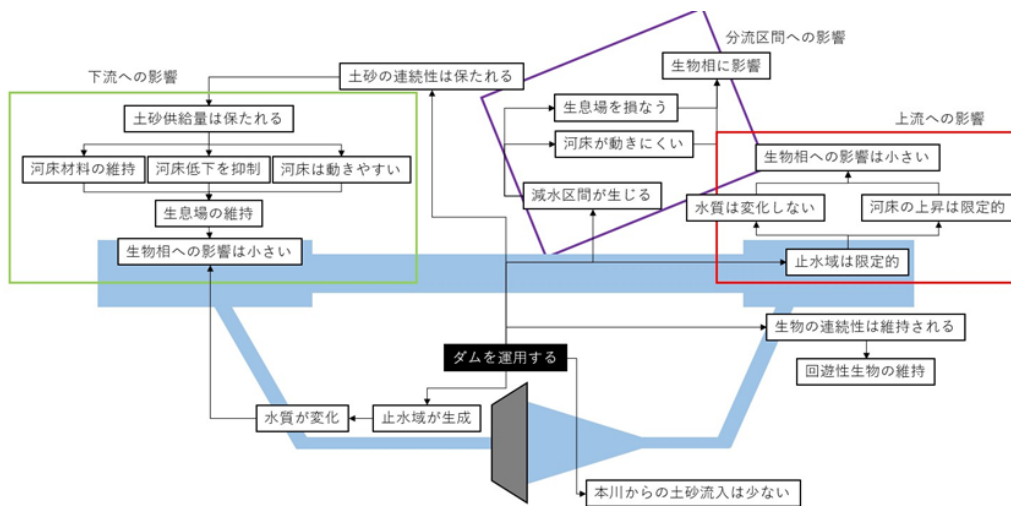 分流区間への影響
下流への影響
土砂の連続性は保たれる
生物相に影響
土砂供給量は保たれる
生息場を損なう
上流への影響
河床が動きにくい
生物相への影響は小さい
河床材料の維持
河床低下を抑制
河床は動きやすい
減水区間が生じる
水質は変化しない
河床の上昇は限定的
生息場の維持
生物相への影響は小さい
止水域は限定的
生物の連続性は維持される
ダムを運用する
回遊性生物の維持
水質が変化
止水域が生成
本川からの土砂流入は少ない